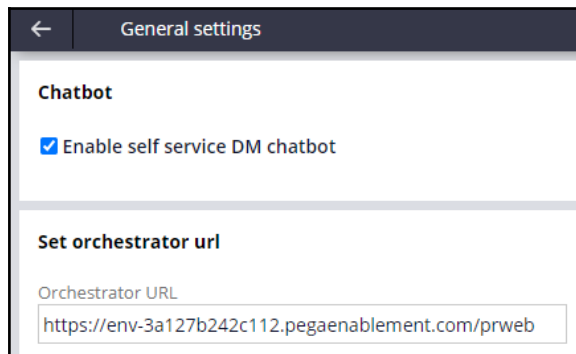 General settings
Chatbot
Enable self service DM chatbot
Set orchestrator url
Orchestrator URL
https://env-3a127b242c112.pegaenablement.com/prweb